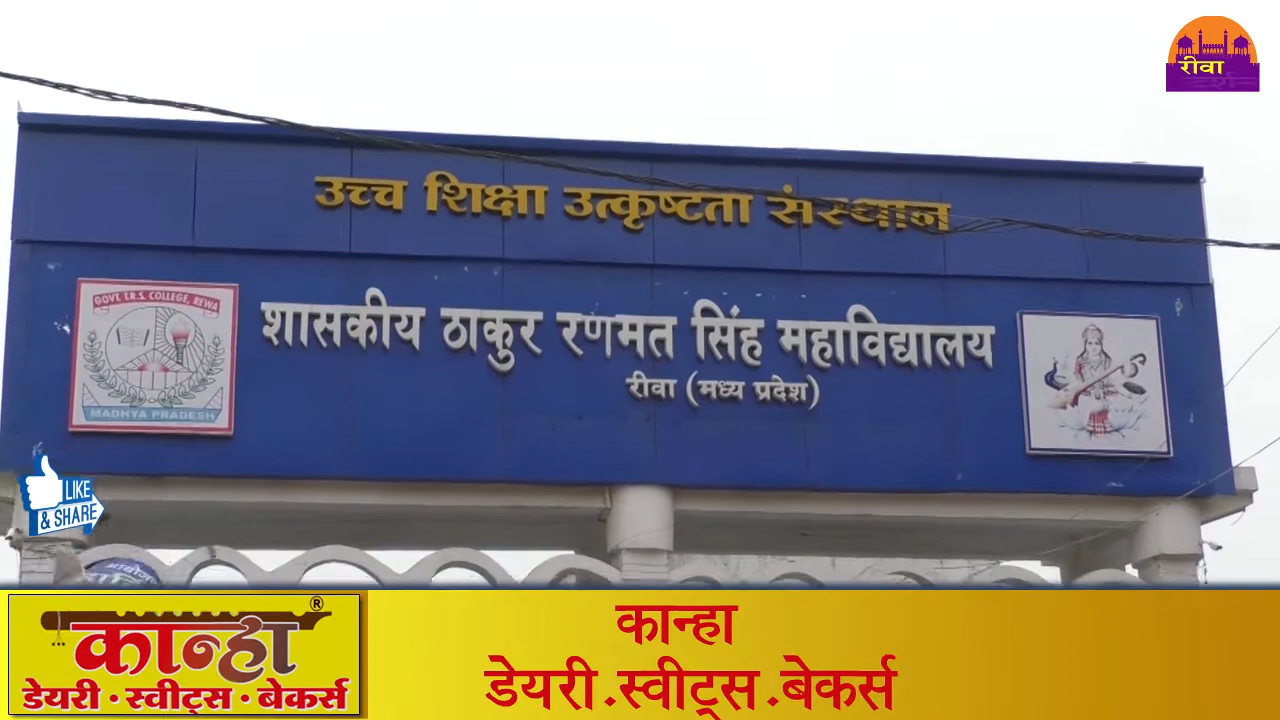 रीवा
उच्च शिक्षा उत्कृष्टता संस्थान
GOVT. T.R.S. COLLEGE, REWA
MADHYA PRADESH
शासकीय ठाकुर रणमत सिंह महाविद्यालय
रीवा (मध्य प्रदेश)
LIKE
& SHARE
कान्हा ®
डेयरी • स्वीट्स • बेकर्स
कान्हा
डेयरी .स्वीट्स .बेकर्स